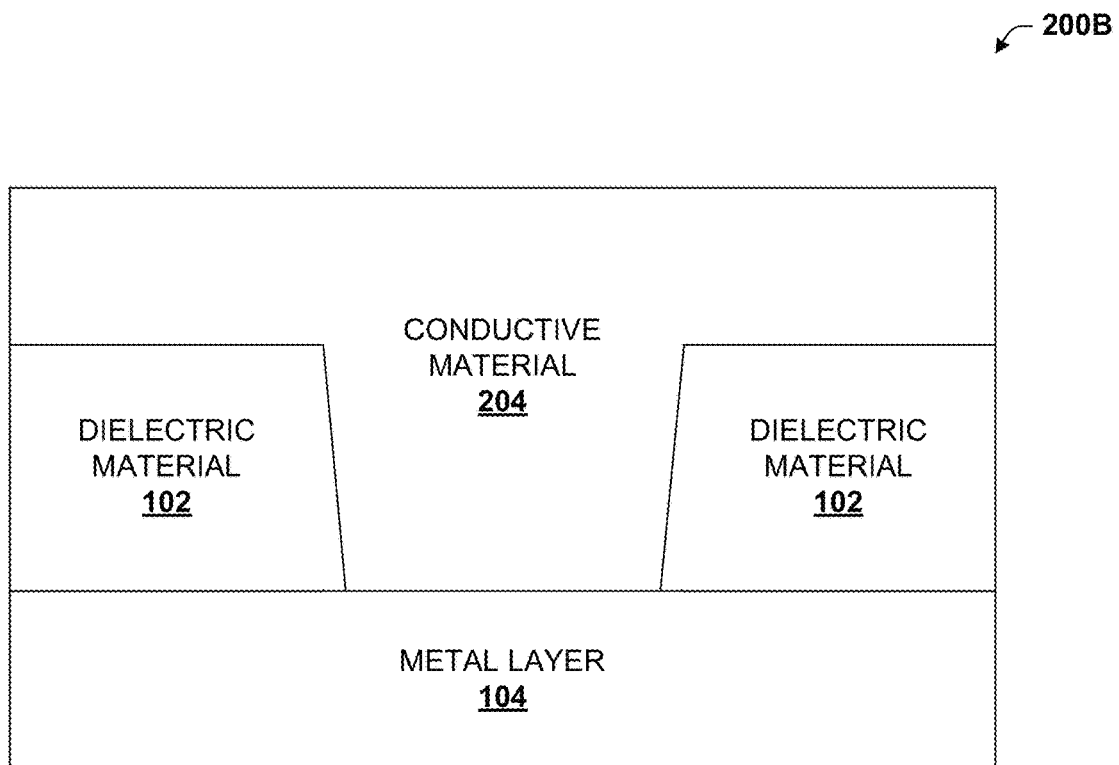 200B
CONDUCTIVE
MATERIAL
204
DIELECTRIC
MATERIAL
102
DIELECTRIC
MATERIAL
102
METAL LAYER
104